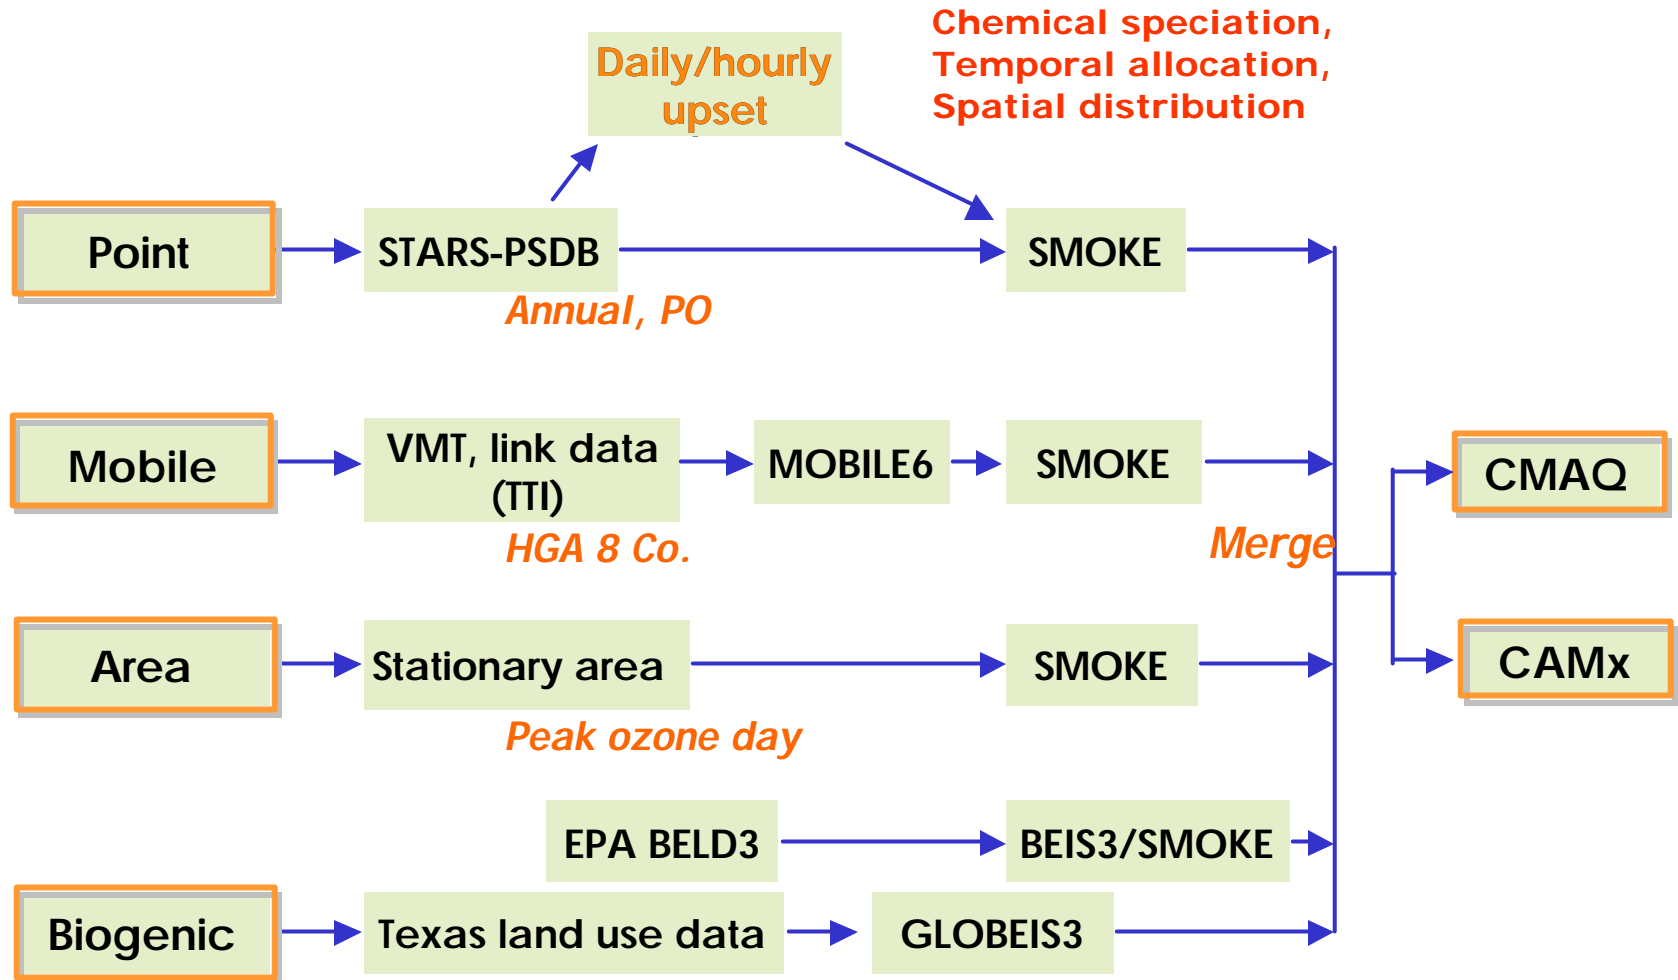 Chemical speciation,
Temporal allocation,
Spatial distribution
Daily/hourly
upset
Point
STARS-PSDB
SMOKE
Annual, PO
Mobile
VMT, link data
(TTI)
MOBILE6
SMOKE
HGA 8 Co.
Merge
CMAQ
Area
Stationary area
SMOKE
CAMx
Peak ozone day
EPA BELD3
BEIS3/SMOKE
Biogenic
Texas land use data
GLOBEIS3